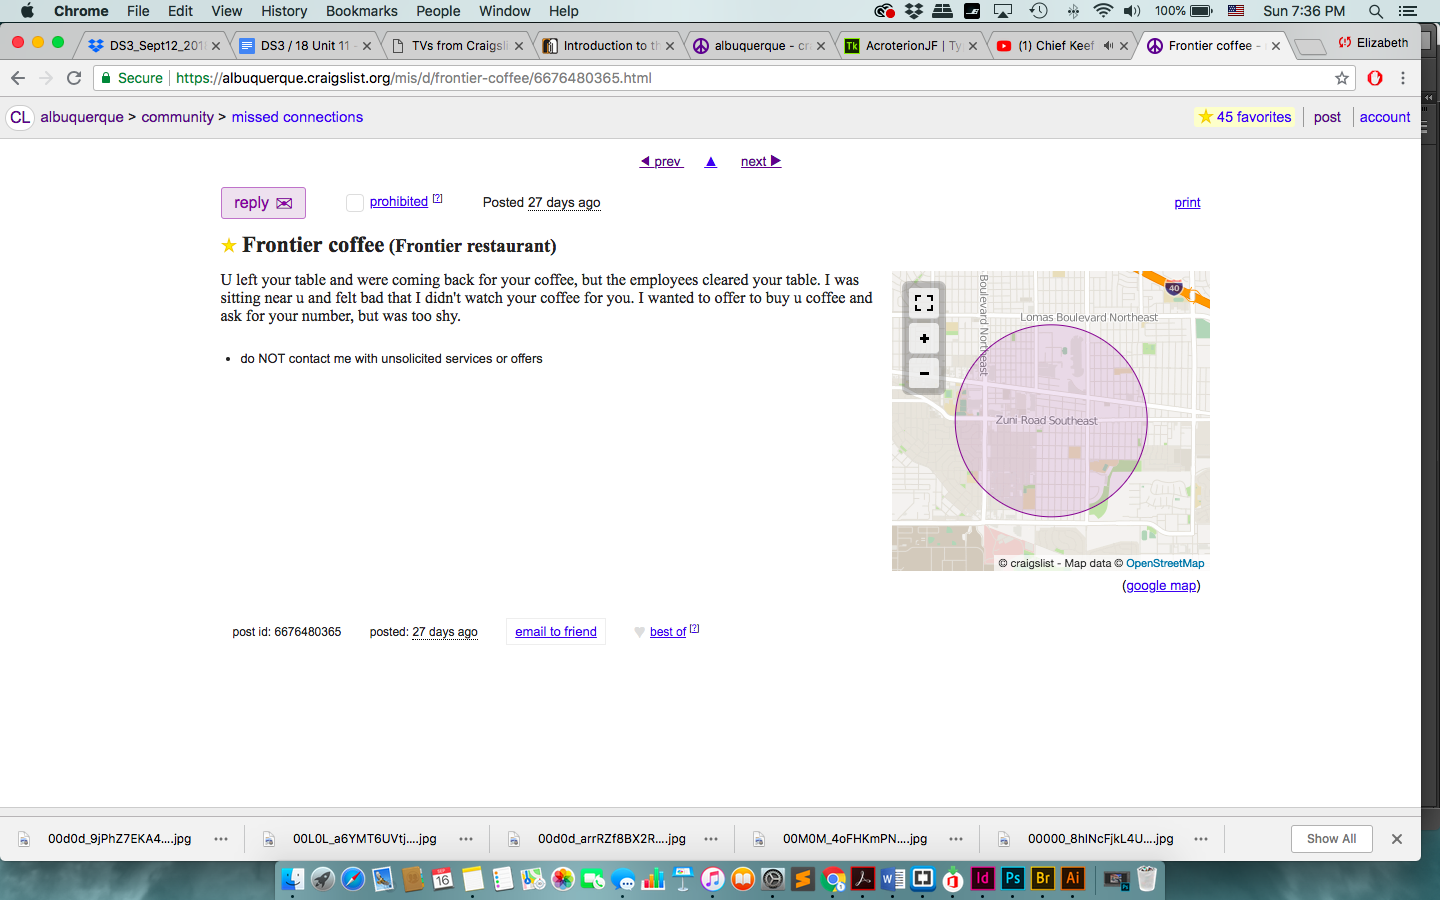 Chrome File Edit View History Bookmarks People Window Help 100% Sun 7:36 PM
DS3_Sept12_201 DS3 / 18 Unit 11 - TVs from Craigsli Introduction to th albuquerque - cr Tk AcroterionJF | Ty (1) Chief Keef Frontier coffee - Elizabeth
Secure https://albuquerque.craigslist.org/mis/d/frontier-coffee/6676480365.html
CL albuquerque > community > missed connections 45 favorites post account
prev next
reply prohibited [?] Posted 27 days ago print
Frontier coffee (Frontier restaurant)
U left your table and were coming back for your coffee, but the employees cleared your table. I was
sitting near u and felt bad that I didn't watch your coffee for you. I wanted to offer to buy u coffee and
ask for your number, but was too shy.
• do NOT contact me with unsolicited services or offers
+
−
40
Lomas Boulevard Northeast
Boulevard Northeast
Zuni Road Southeast
© craigslist - Map data © OpenStreetMap
(google map)
post id: 6676480365 posted: 27 days ago email to friend best of [?]
00d0d_9jPhZ7EKA4....jpg 00L0L_a6YMT6UVtj....jpg 00d0d_arrRZf8BX2R....jpg 00M0M_4oFHKmPN....jpg 00000_8hlNcFjkL4U....jpg Show All
SEP 16 Id Ps Br Ai